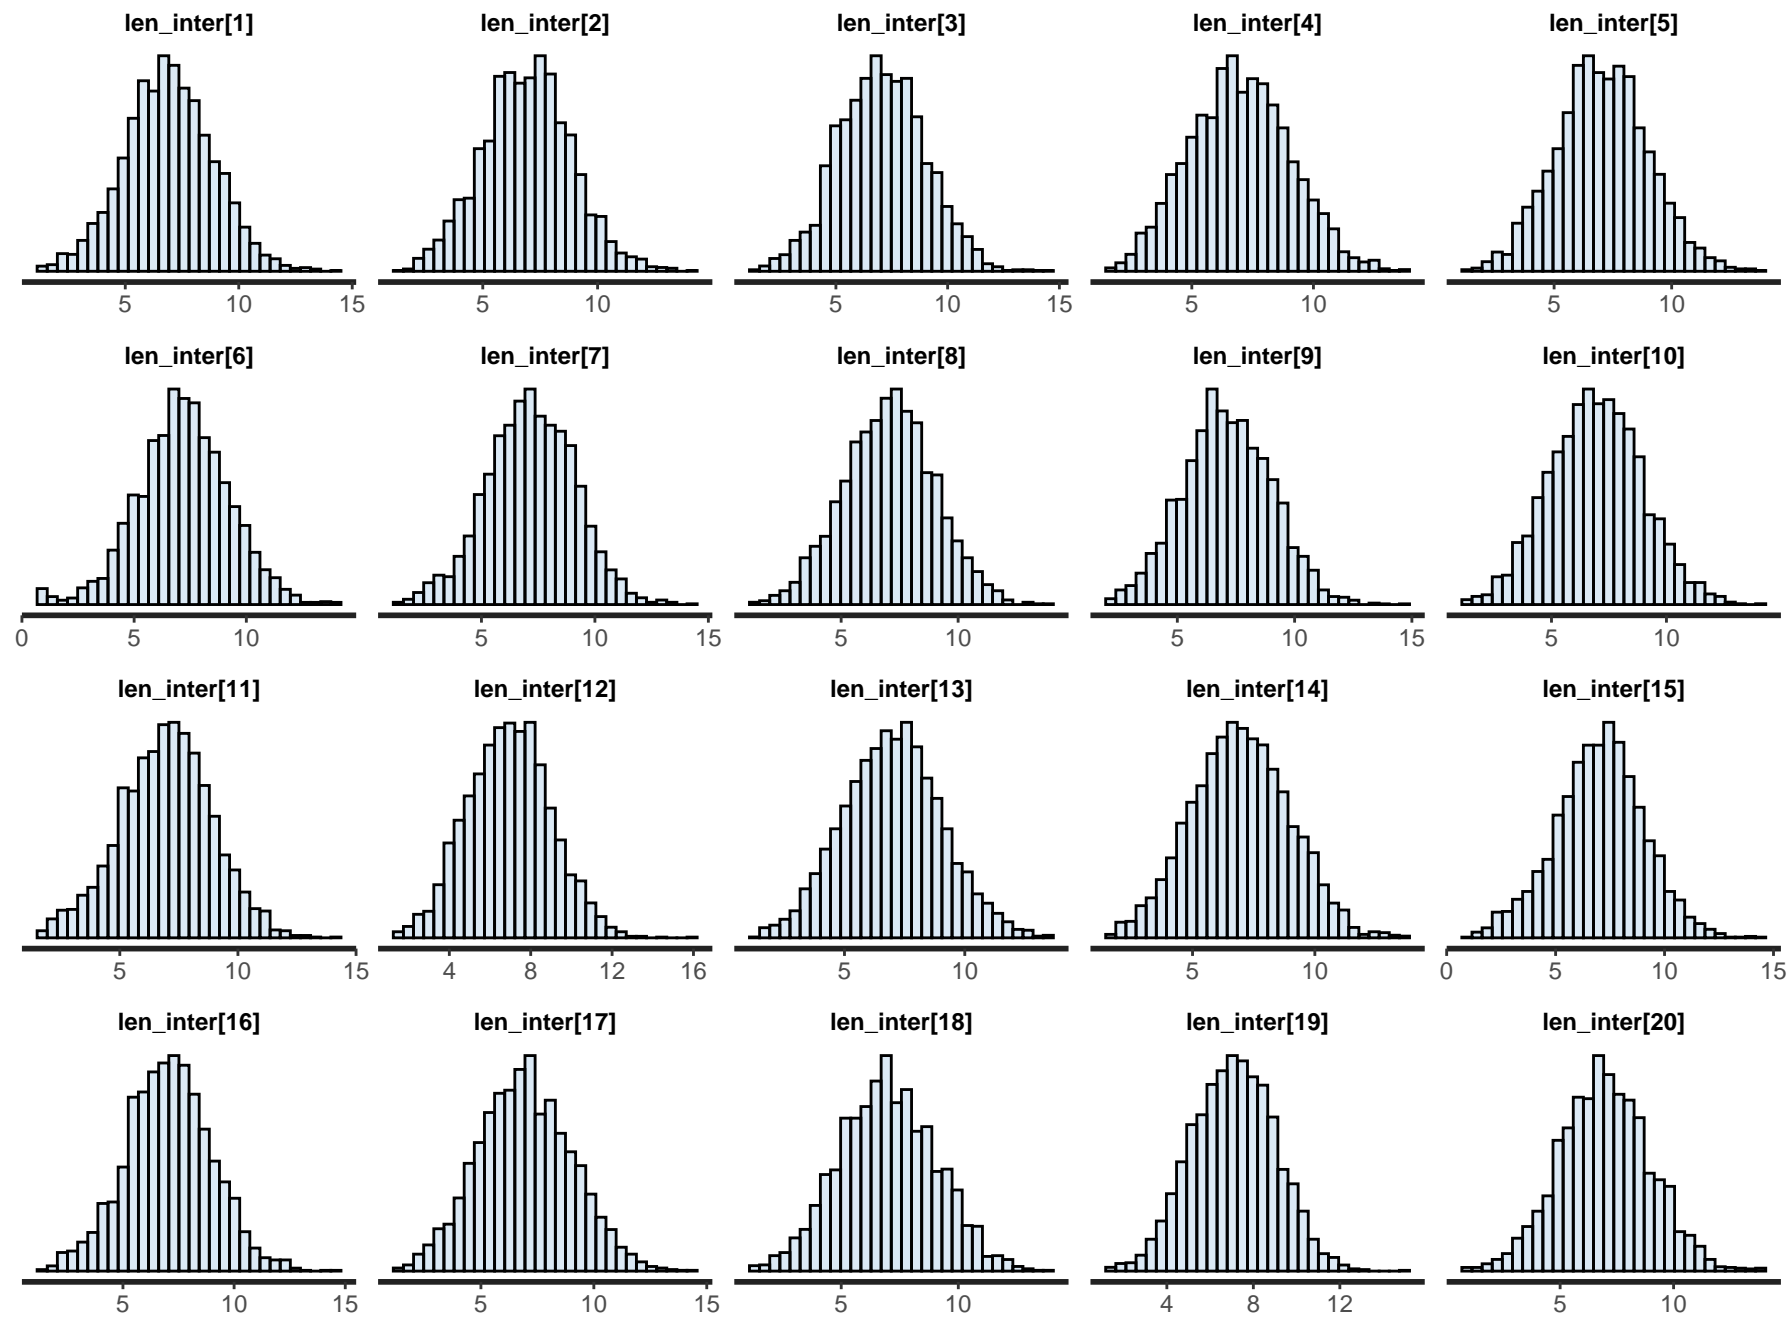 len_inter[1] len_inter[2] len_inter[3] len_inter[4] len_inter[5]
5 10 15 5 10 5 10 15 5 10 5 10
len_inter[6] len_inter[7] len_inter[8] len_inter[9] len_inter[10]
0 5 10 5 10 15 5 10 5 10 15 5 10
len_inter[11] len_inter[12] len_inter[13] len_inter[14] len_inter[15]
5 10 15 4 8 12 16 5 10 5 10 0 5 10 15
len_inter[16] len_inter[17] len_inter[18] len_inter[19] len_inter[20]
5 10 15 5 10 15 5 10 4 8 12 5 10